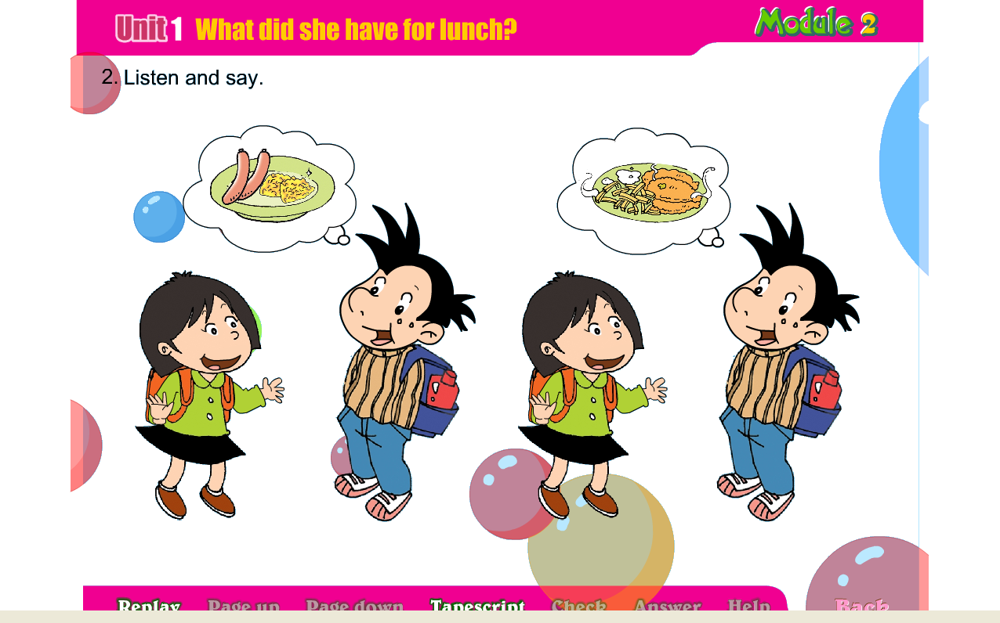 Unit 1 What did she have for lunch?
Module 2
2. Listen and say.
Replay Page up Page down Tapescript Check Answer Help Back